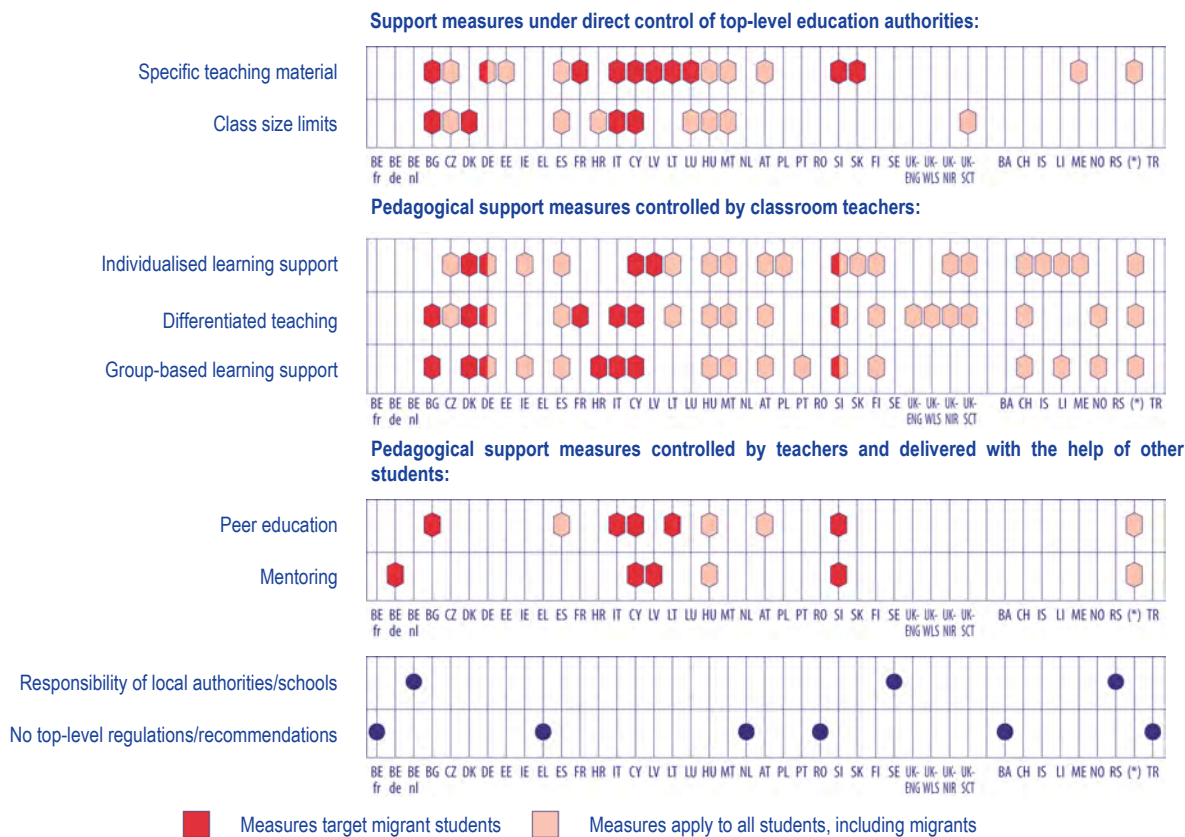 Support measures under direct control of top-level education authorities:
Specific teaching material
Class size limits
BE fr BE de BE nl BG CZ DK DE EE IE EL ES FR HR IT CY LV LT LU HU MT NL AT PL PT RO SI SK FI SE UK-ENG UK-WLS UK-NIR UK-SCT BA CH IS LI ME NO RS (*) TR
Pedagogical support measures controlled by classroom teachers:
Individualised learning support
Differentiated teaching
Group-based learning support
BE fr BE de BE nl BG CZ DK DE EE IE EL ES FR HR IT CY LV LT LU HU MT NL AT PL PT RO SI SK FI SE UK-ENG UK-WLS UK-NIR UK-SCT BA CH IS LI ME NO RS (*) TR
Pedagogical support measures controlled by teachers and delivered with the help of other
students:
Peer education
Mentoring
BE fr BE de BE nl BG CZ DK DE EE IE EL ES FR HR IT CY LV LT LU HU MT NL AT PL PT RO SI SK FI SE UK-ENG UK-WLS UK-NIR UK-SCT BA CH IS LI ME NO RS (*) TR
Responsibility of local authorities/schools
No top-level regulations/recommendations
BE fr BE de BE nl BG CZ DK DE EE IE EL ES FR HR IT CY LV LT LU HU MT NL AT PL PT RO SI SK FI SE UK-ENG UK-WLS UK-NIR UK-SCT BA CH IS LI ME NO RS (*) TR
Measures target migrant students
Measures apply to all students, including migrants